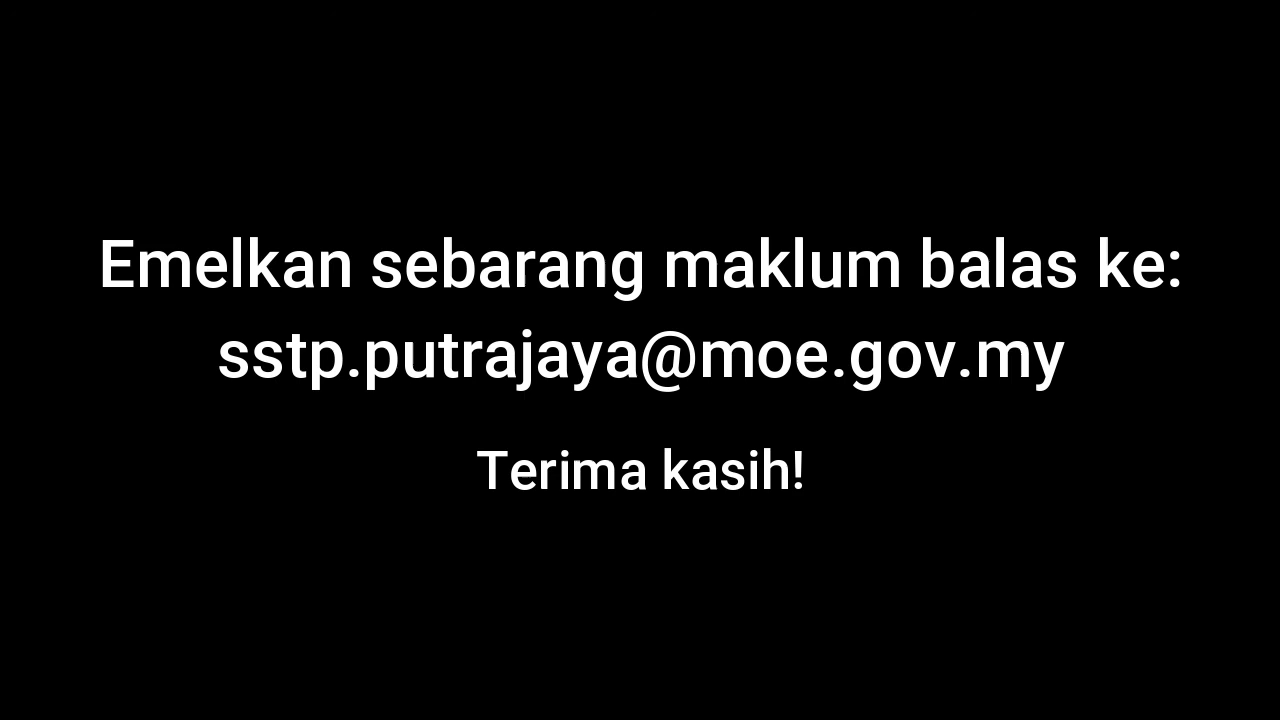 Emelkan sebarang maklum balas ke:
sstp.putrajaya@moe.gov.my
Terima kasih!